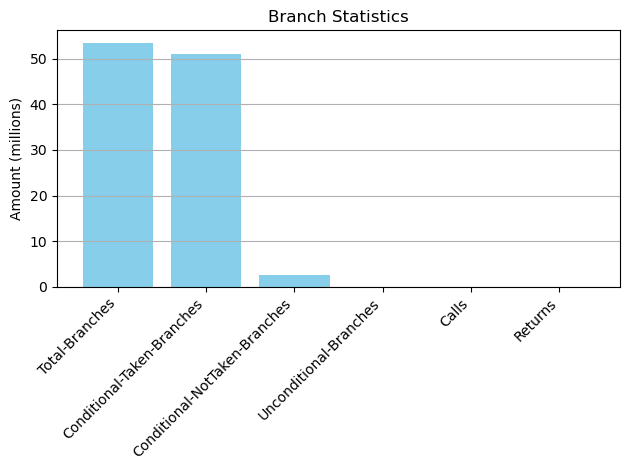 Branch Statistics
Amount (millions)
50
40
30
20
10
0
Total-Branches
Conditional-Taken-Branches
Conditional-NotTaken-Branches
Unconditional-Branches
Calls
Returns